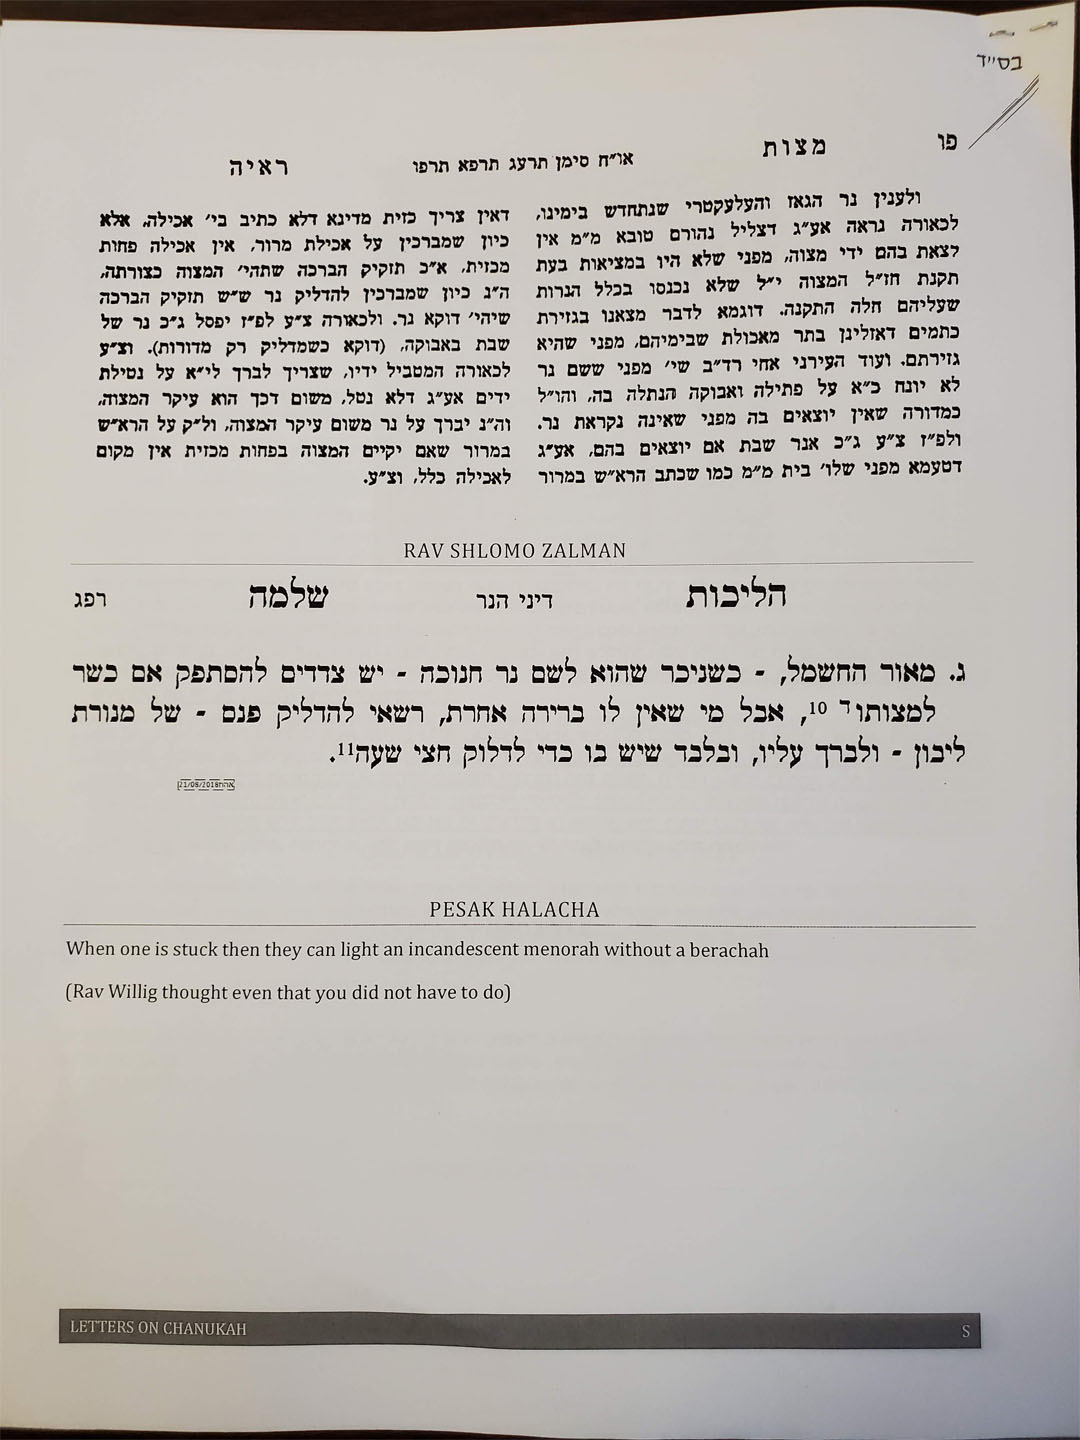 בס״ד
פו
מצות
או״ח סימן תרעג תרפא תרפו
ראיה
ולענין נר הגאז והעלעקטרי שנתחדש בימינו,
לכאורה נראה אע״ג דצליל נהורם טובא מ״מ אין
לצאת בהם ידי מצוה, מפני שלא היו במציאות בעת
תקנת חז״ל המצוה י״ל שלא נכנסו בכלל הנרות
שעליהם חלה התקנה. דוגמא לדבר מצאנו בגזירת
כתמים דאזלינן בתר מאכולת שבימיהם, מפני שהיא
גזירתם. ועוד העירני אחי רד״ב שי׳ מפני ששם נר
לא יונח כ״א על פתילה ואבוקה הנתלה בה, והו״ל
כמדורה שאין יוצאים בה מפני שאינה נקראת נר.
ולפ״ז צ״ע ג״כ אנר שבת אם יוצאים בהם, אע״ג
דטעמא מפני שלו׳ בית מ״מ כמו שכתב הרא״ש במרור
דאין צריך כזית מדינא דלא כתיב בי׳ אכילה, אלא
כיון שמברכין על אכילת מרור, אין אכילה פחות
מכזית, א״כ תזקיק הברכה שתהי׳ המצוה כצורתה,
ה״נ כיון שמברכין להדליק נר ש״ש תזקיק הברכה
שיהי׳ דוקא נר. ולכאורה צ״ע לפ״ז יפסל ג״כ נר של
שבת באבוקה, (דוקא כשמדליק רק מדורות). וצ״ע
לכאורה המטביל ידיו, שצריך לברך לי״א על נטילת
ידים אע״ג דלא נטל, משום דכך הוא עיקר המצוה,
וה״נ יברך על נר משום עיקר המצוה, ול״ק על הרא״ש
במרור שאם יקיים המצוה בפחות מכזית אין מקום
לאכילה כלל, וצ״ע.
RAV SHLOMO ZALMAN
הליכות
דיני הנר
שלמה
רפג
ג. מאור החשמל, - כשניכר שהוא לשם נר חנוכה - יש צדדים להסתפק אם כשר
למצותו ד 10, אבל מי שאין לו ברירה אחרת, רשאי להדליק פנס - של מנורת
ליבון - ולברך עליו, ובלבד שיש בו כדי לדלוק חצי שעה11.
PESAK HALACHA
When one is stuck then they can light an incandescent menorah without a berachah
(Rav Willig thought even that you did not have to do)
LETTERS ON CHANUKAH
S